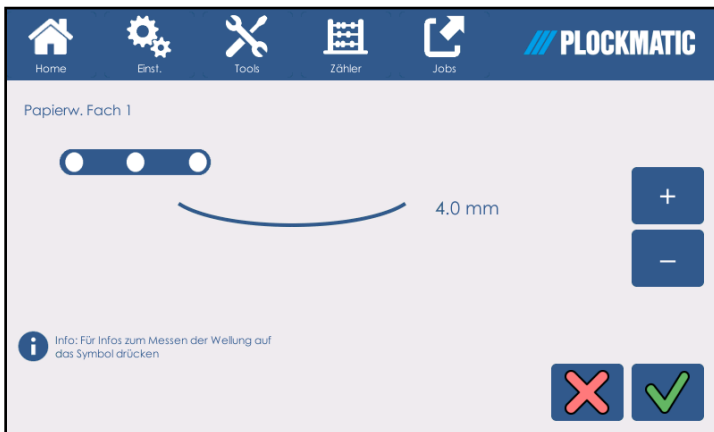 Home
Einst.
Tools
Zähler
Jobs
PLOCKMATIC
Papierw. Fach 1
4.0 mm
+
–
i
Info: Für Infos zum Messen der Wellung auf
das Symbol drücken